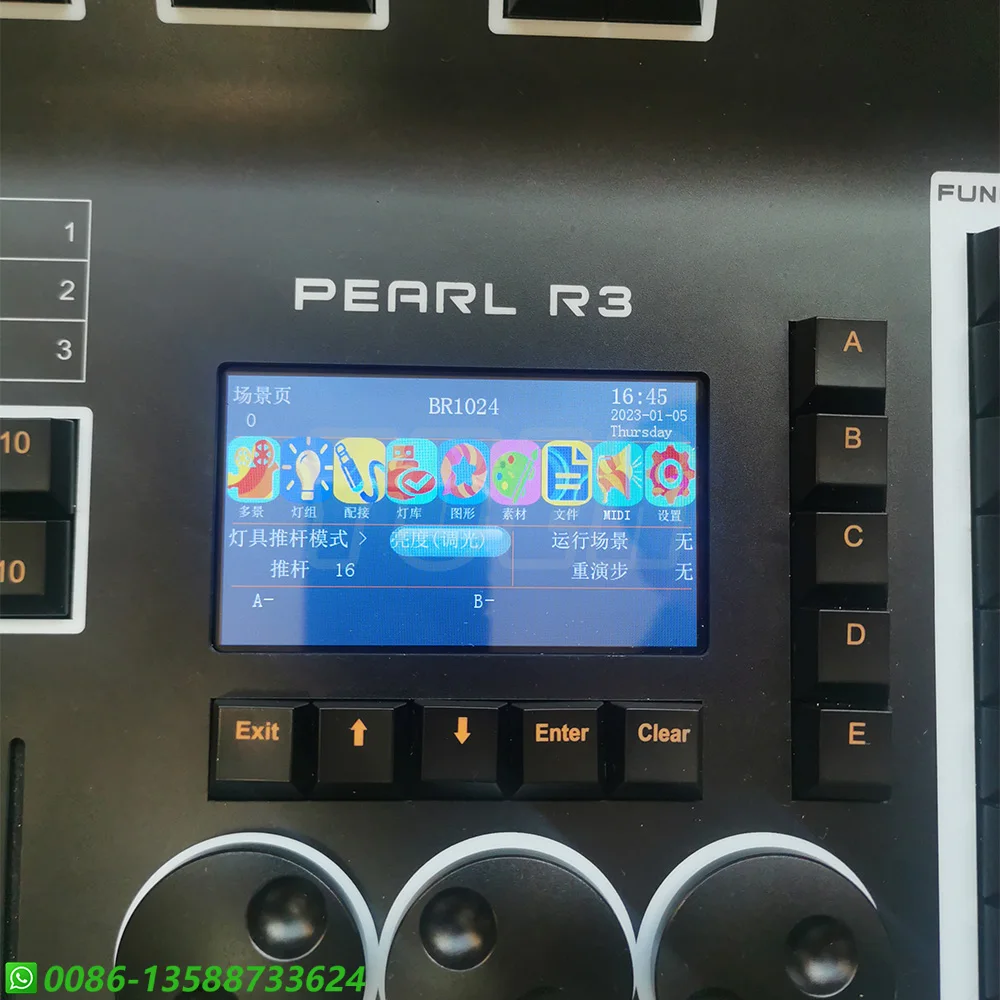 FUN
1
2
3
PEARL R3
A
B
C
D
E
10
10
场景页
0
BR1024
16:45
2023-01-05
Thursday
多景 灯组 配接 灯库 图形 素材 文件 MIDI 设置
灯具推杆模式 > 亮度(调光) 运行场景 无
推杆 16 重演步 无
A- B-
Exit ↑ ↓ Enter Clear
0086-13588733624